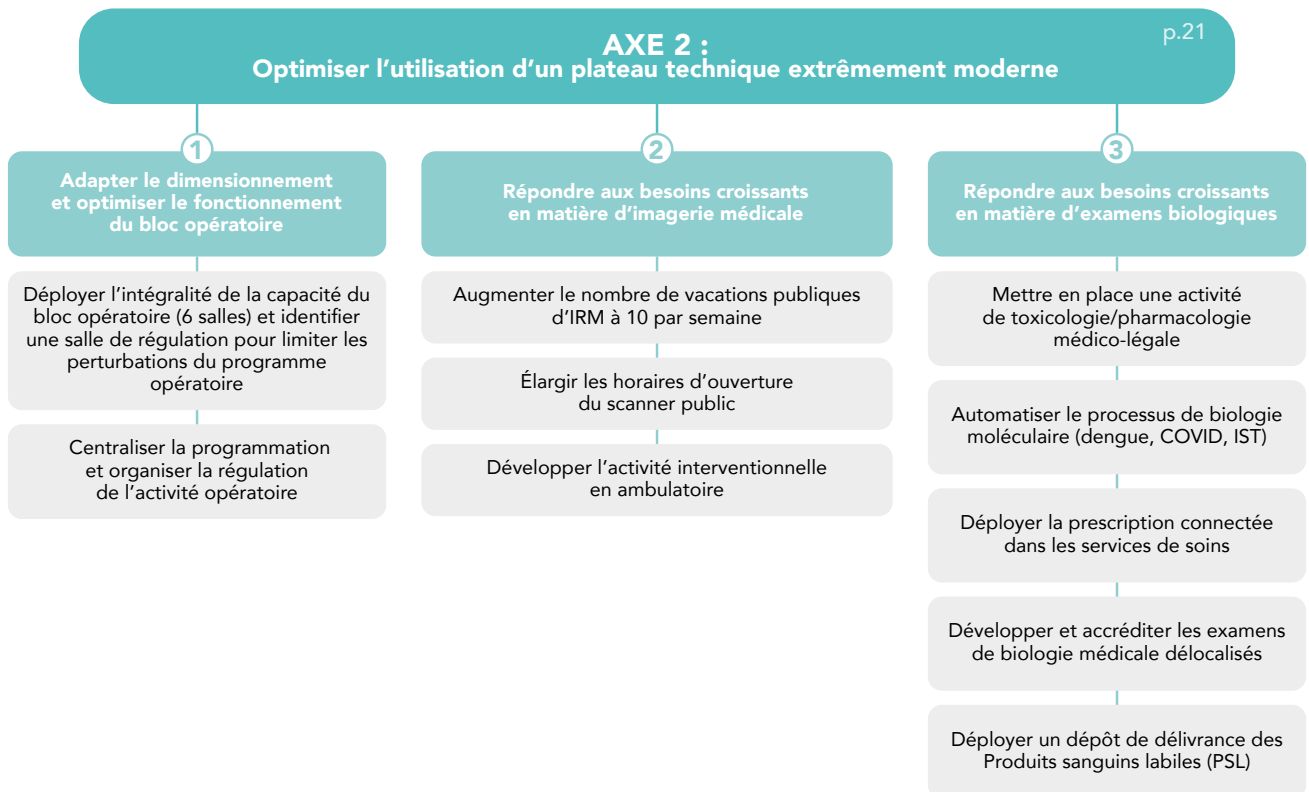 AXE 2 :
p.21
Optimiser l’utilisation d’un plateau technique extrêmement moderne
1
Adapter le dimensionnement
et optimiser le fonctionnement
du bloc opératoire
Déployer l’intégralité de la capacité du
bloc opératoire (6 salles) et identifier
une salle de régulation pour limiter les
perturbations du programme
opératoire
Centraliser la programmation
et organiser la régulation
de l’activité opératoire
2
Répondre aux besoins croissants
en matière d’imagerie médicale
Augmenter le nombre de vacations publiques
d’IRM à 10 par semaine
Élargir les horaires d’ouverture
du scanner public
Développer l’activité interventionnelle
en ambulatoire
3
Répondre aux besoins croissants
en matière d’examens biologiques
Mettre en place une activité
de toxicologie/pharmacologie
médico-légale
Automatiser le processus de biologie
moléculaire (dengue, COVID, IST)
Déployer la prescription connectée
dans les services de soins
Développer et accréditer les examens
de biologie médicale délocalisés
Déployer un dépôt de délivrance des
Produits sanguins labiles (PSL)